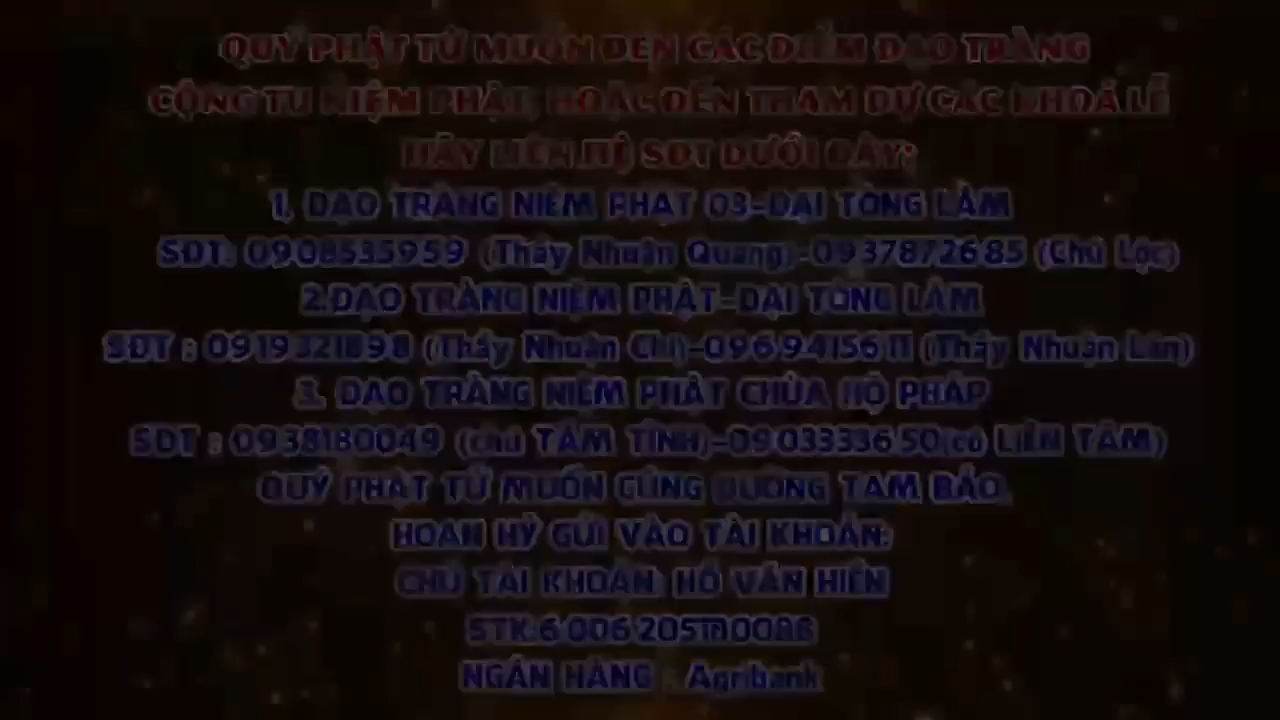 QUÝ PHẬT TỬ MUỐN ĐẾN CÁC ĐIỂM ĐẠO TRÀNG
CỘNG TU NIỆM PHẬT, HOẶC ĐẾN THAM DỰ CÁC KHOÁ LỄ
HÃY LIÊN HỆ SĐT DƯỚI ĐÂY:
1. ĐẠO TRÀNG NIỆM PHẬT 03-ĐẠI TÒNG LÂM
SĐT: 0908535959 (Thầy Nhuận Quang)-0937872685 (Chú Lộc)
2.ĐẠO TRÀNG NIỆM PHẬT-ĐẠI TÒNG LÂM
SĐT : 0919321898 (Thầy Nhuận Chí)-0969415611 (Thầy Nhuận Lan)
3. ĐẠO TRÀNG NIỆM PHẬT CHÙA HỘ PHÁP
SĐT : 0938180049 (chú TÂM TỊNH)-090333650(cô LIÊN TÂM)
QUÝ PHẬT TỬ MUỐN CÚNG DƯỜNG TAM BẢO,
HOAN HỶ GỬI VÀO TÀI KHOẢN:
CHỦ TÀI KHOẢN: HỒ VĂN HIẾN
NGÂN HÀNG : Agribank